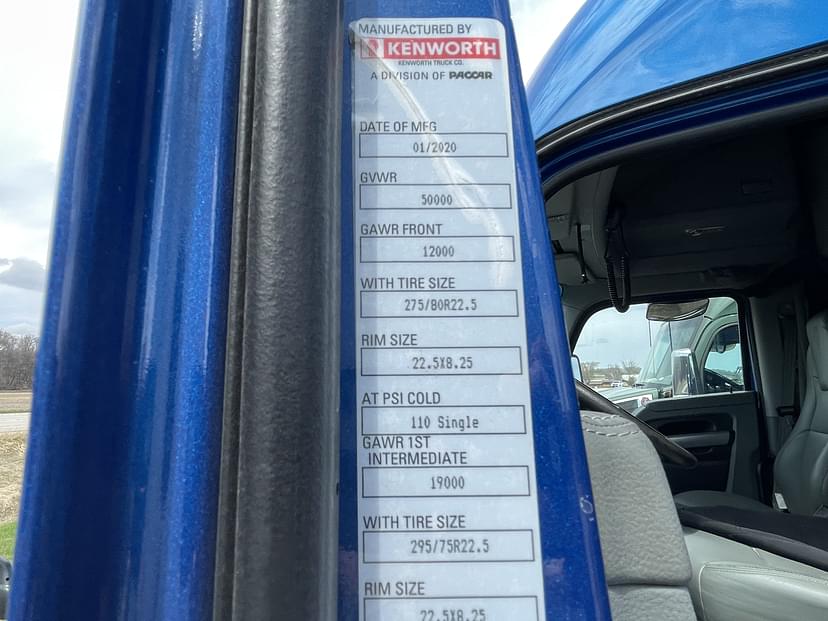 MANUFACTURED BY
KENWORTH
KENWORTH TRUCK CO.
A DIVISION OF PACCAR
DATE OF MFG
01/2020
GVWR
50000
GAWR FRONT
12000
WITH TIRE SIZE
275/80R22.5
RIM SIZE
22.5X8.25
AT PSI COLD
110 Single
GAWR 1ST
INTERMEDIATE
19000
WITH TIRE SIZE
295/75R22.5
RIM SIZE
22.5X8.25